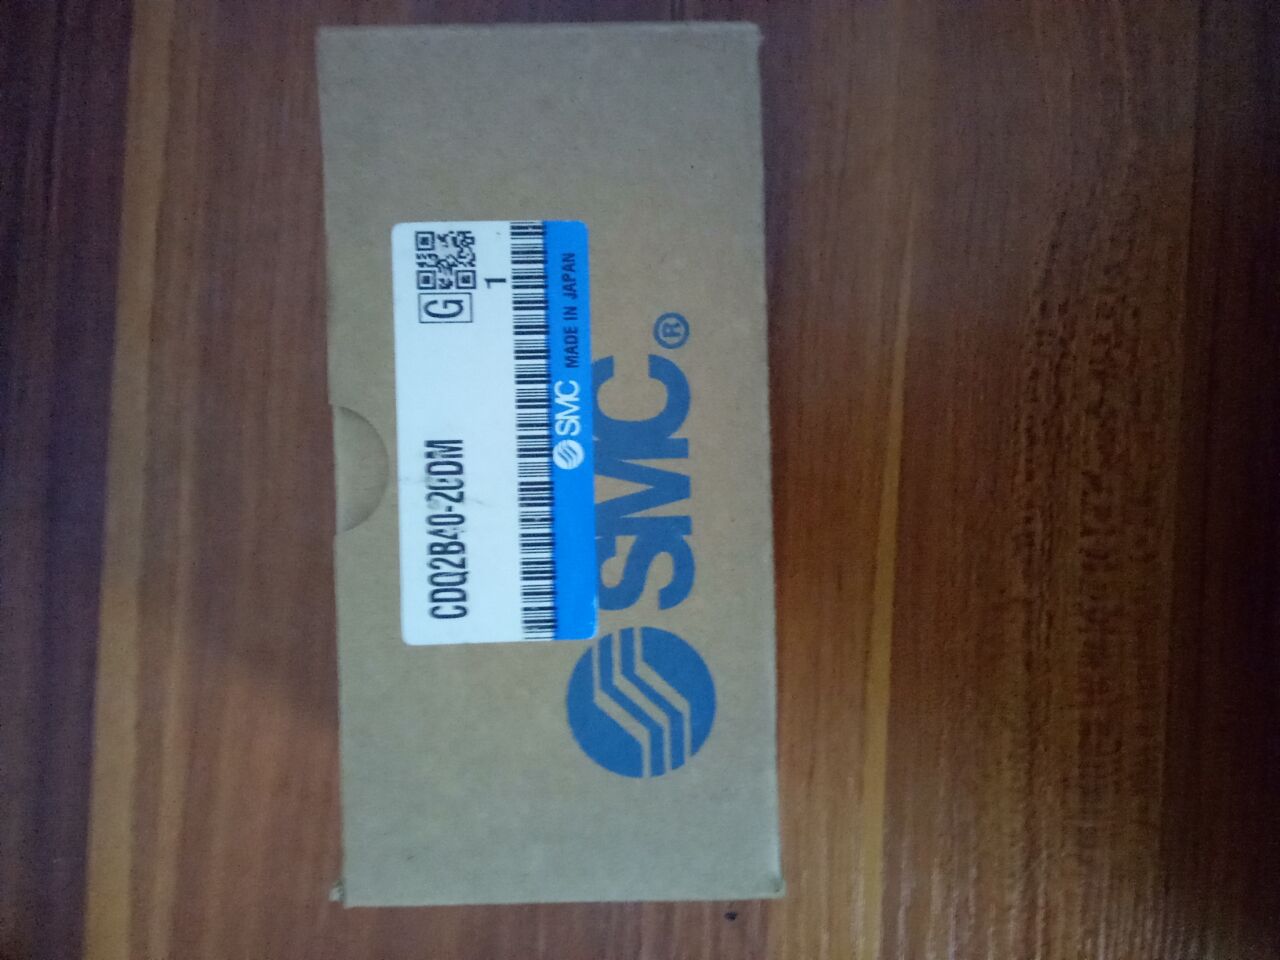 CDQ2B40-20DM
G
1
SMC MADE IN JAPAN
SMC®